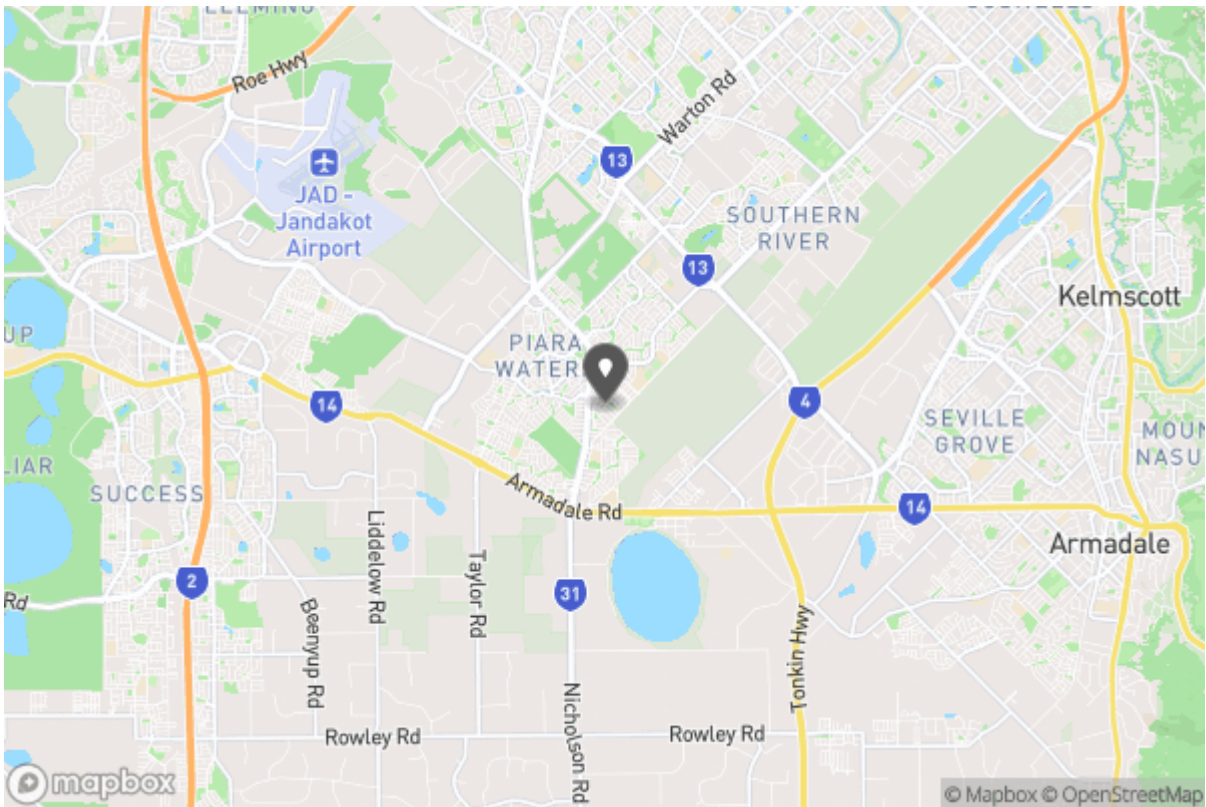 Roe Hwy
Warton Rd
13
JAD -
Jandakot
Airport
SOUTHERN
RIVER
13
Kelmscott
UP
PIARA
WATER
14
4
SEVILLE
GROVE
MOUN
NASU
LIAR
SUCCESS
Armadale Rd
14
Armadale
Liddelow Rd
Taylor Rd
2
31
Rd
Beenyup Rd
Tonkin Hwy
Nicholson Rd
Rowley Rd
Rowley Rd
mapbox
© Mapbox © OpenStreetMap